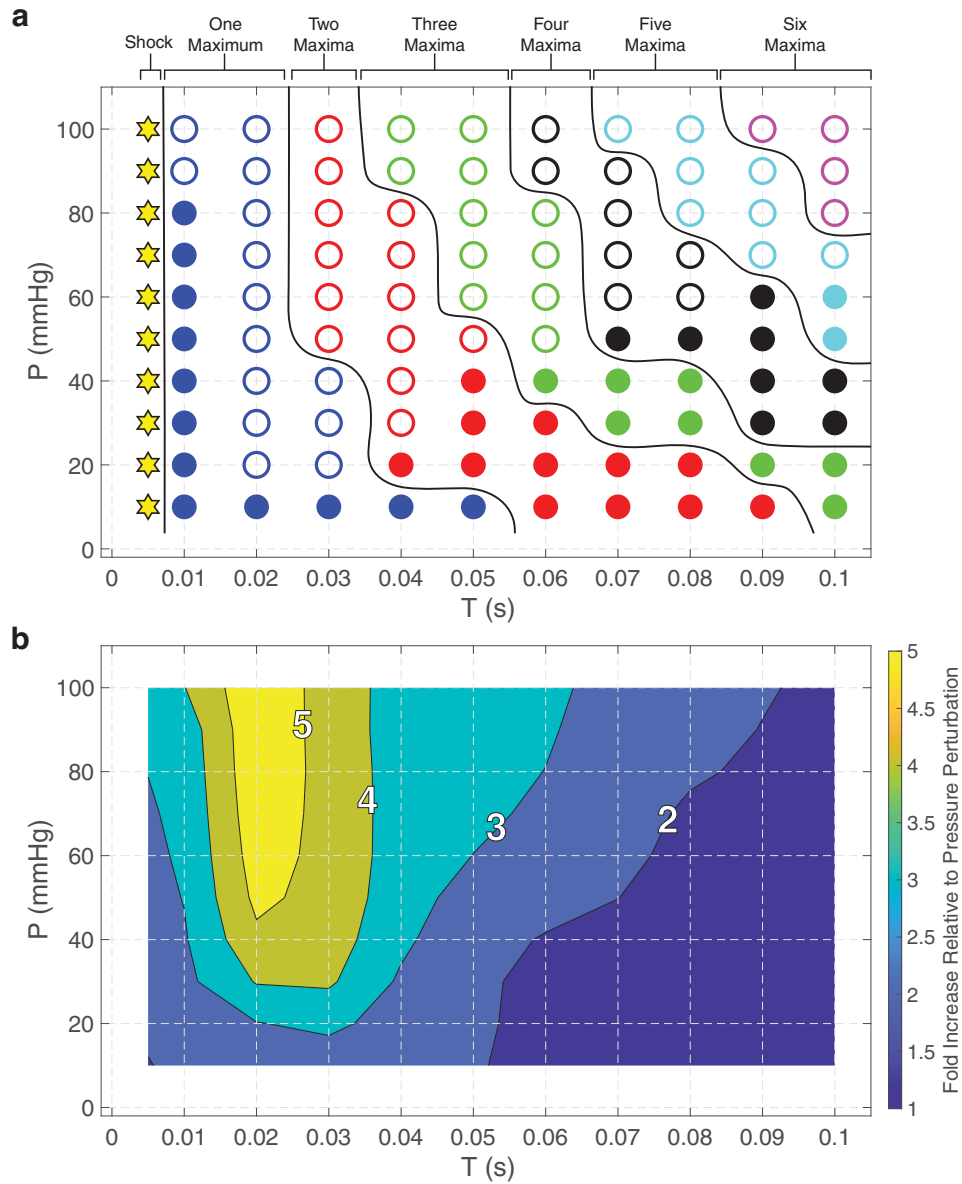 a
Shock
One
Maximum
Two
Maxima
Three
Maxima
Four
Maxima
Five
Maxima
Six
Maxima
100
80
60
40
20
0
P (mmHg)
0 0.01 0.02 0.03 0.04 0.05 0.06 0.07 0.08 0.09 0.1
T (s)
b
100
80
60
40
20
0
P (mmHg)
5
4
3
2
0 0.01 0.02 0.03 0.04 0.05 0.06 0.07 0.08 0.09 0.1
T (s)
5
4.5
4
3.5
3
2.5
2
1.5
1
Fold Increase Relative to Pressure Perturbation